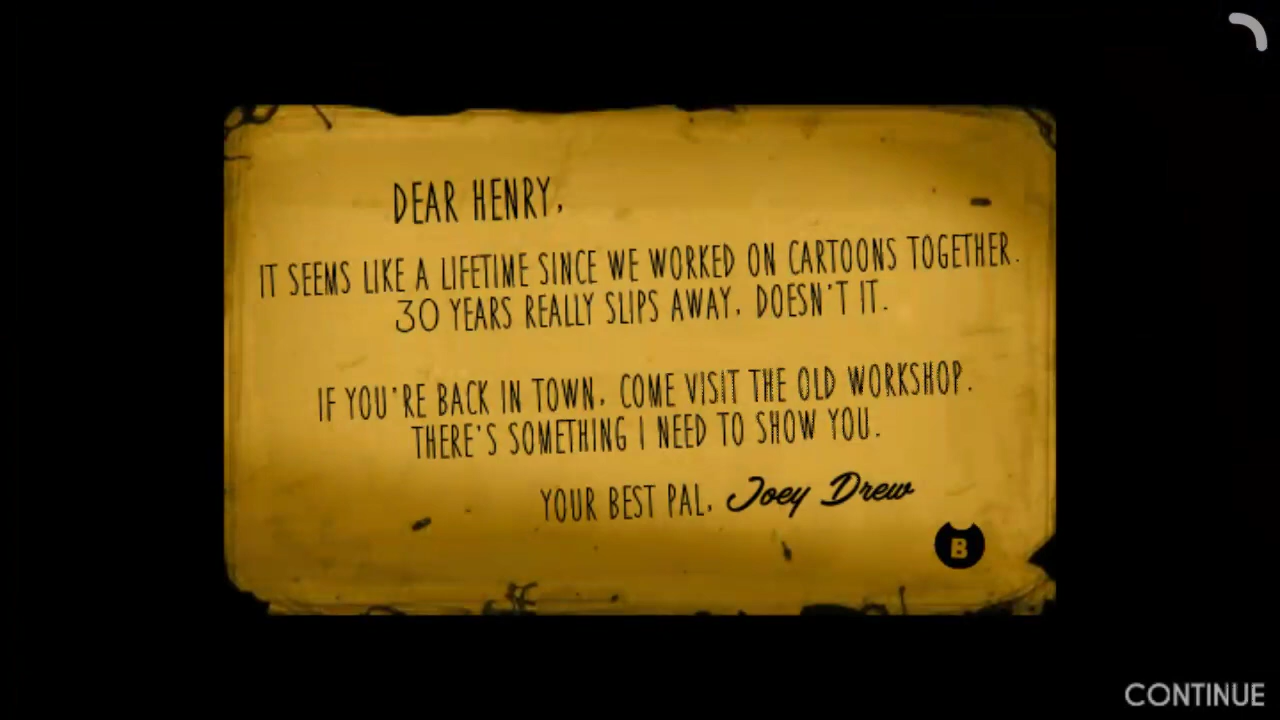 DEAR HENRY,
IT SEEMS LIKE A LIFETIME SINCE WE WORKED ON CARTOONS TOGETHER.
30 YEARS REALLY SLIPS AWAY, DOESN'T IT.
IF YOU'RE BACK IN TOWN, COME VISIT THE OLD WORKSHOP.
THERE'S SOMETHING I NEED TO SHOW YOU.
YOUR BEST PAL, Joey Drew
B
CONTINUE